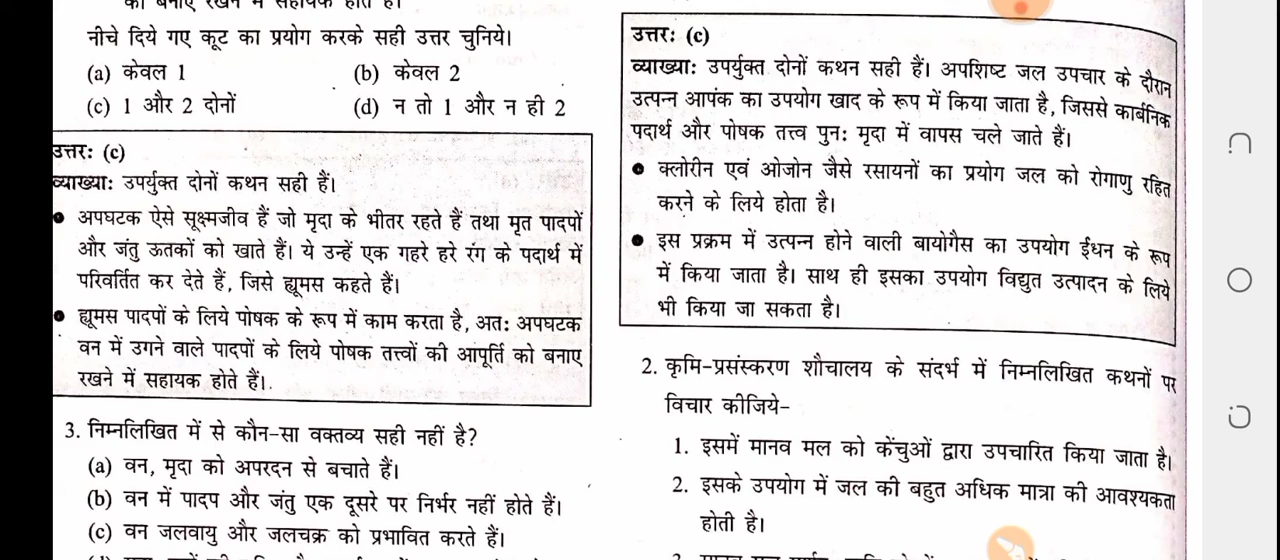 को बनाए रखने में सहायक होते हैं।
नीचे दिये गए कूट का प्रयोग करके सही उत्तर चुनिये।
(a) केवल 1 (b) केवल 2
(c) 1 और 2 दोनों (d) न तो 1 और न ही 2
उत्तर: (c)
व्याख्या: उपर्युक्त दोनों कथन सही हैं।
● अपघटक ऐसे सूक्ष्मजीव हैं जो मृदा के भीतर रहते हैं तथा मृत पादपों
और जंतु ऊतकों को खाते हैं। ये उन्हें एक गहरे हरे रंग के पदार्थ में
परिवर्तित कर देते हैं, जिसे ह्यूमस कहते हैं।
● ह्यूमस पादपों के लिये पोषक के रूप में काम करता है, अत: अपघटक
वन में उगने वाले पादपों के लिये पोषक तत्त्वों की आपूर्ति को बनाए
रखने में सहायक होते हैं।
3. निम्नलिखित में से कौन-सा वक्तव्य सही नहीं है?
(a) वन, मृदा को अपरदन से बचाते हैं।
(b) वन में पादप और जंतु एक दूसरे पर निर्भर नहीं होते हैं।
(c) वन जलवायु और जलचक्र को प्रभावित करते हैं।
उत्तर: (c)
व्याख्या: उपर्युक्त दोनों कथन सही हैं। अपशिष्ट जल उपचार के दौरान
उत्पन्न आपंक का उपयोग खाद के रूप में किया जाता है, जिससे कार्बनिक
पदार्थ और पोषक तत्त्व पुन: मृदा में वापस चले जाते हैं।
● क्लोरीन एवं ओजोन जैसे रसायनों का प्रयोग जल को रोगाणु रहित
करने के लिये होता है।
● इस प्रक्रम में उत्पन्न होने वाली बायोगैस का उपयोग ईंधन के रूप
में किया जाता है। साथ ही इसका उपयोग विद्युत उत्पादन के लिये
भी किया जा सकता है।
2. कृमि-प्रसंस्करण शौचालय के संदर्भ में निम्नलिखित कथनों पर
विचार कीजिये-
1. इसमें मानव मल को केंचुओं द्वारा उपचारित किया जाता है।
2. इसके उपयोग में जल की बहुत अधिक मात्रा की आवश्यकता
होती है।